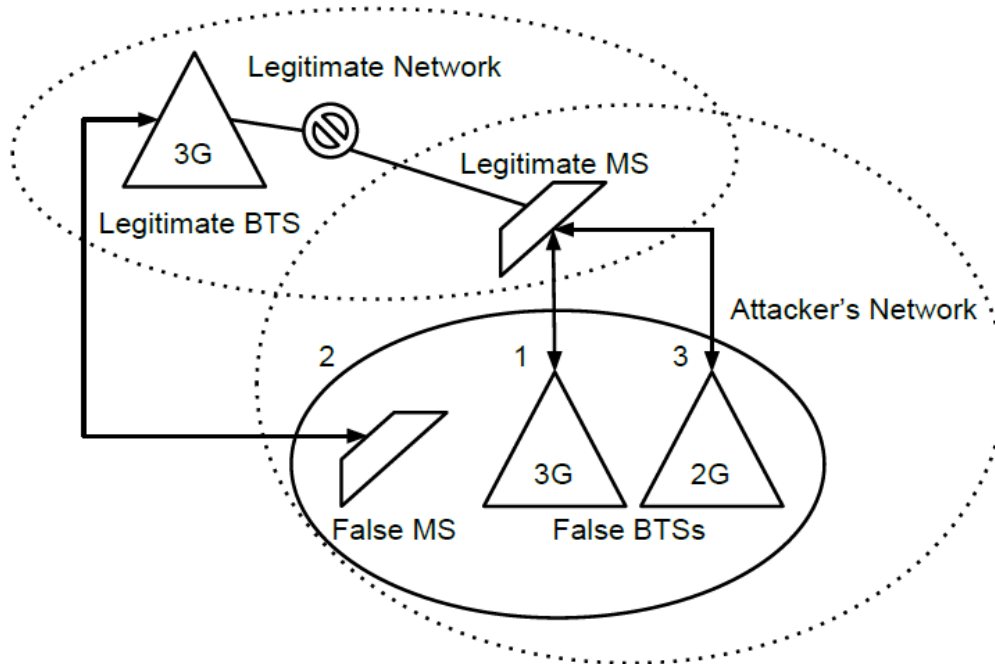 Legitimate Network
3G
Legitimate MS
Legitimate BTS
Attacker's Network
2
1
3
3G
2G
False MS
False BTSs